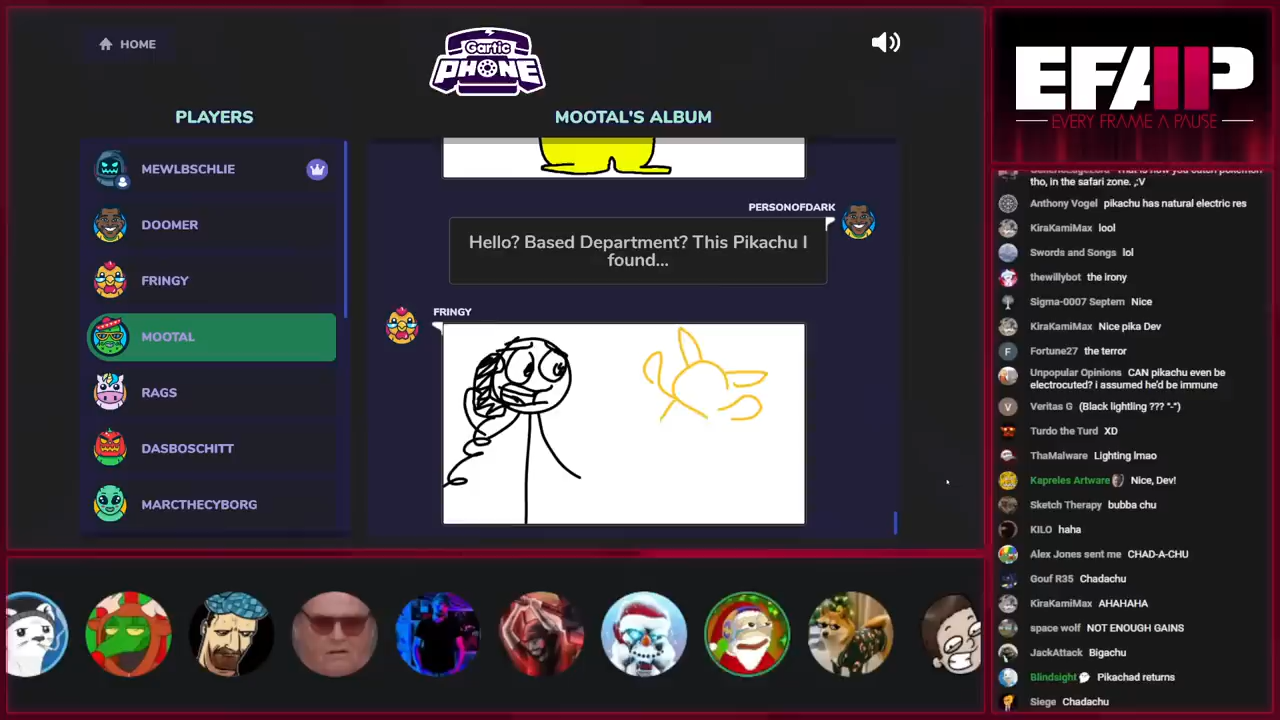 HOME
Gartic
PHONE
PLAYERS
MOOTAL'S ALBUM
MEWLBSCHLIE
DOOMER
FRINGY
MOOTAL
RAGS
DASBOSCHITT
MARCTHECYBORG
PERSONOFDARK
Hello? Based Department? This Pikachu I
found...
FRINGY
EFAP
EVERY FRAME A PAUSE
tho, in the safari zone. ,:V
Anthony Vogel pikachu has natural electric res
KiraKamiMax lool
Swords and Songs lol
thewillybot the irony
Sigma-0007 Septem Nice
KiraKamiMax Nice pika Dev
Fortune27 the terror
Unpopular Opinions CAN pikachu even be
electrocuted? i assumed he'd be immune
Veritas G (Black lightling ??? "-")
Turdo the Turd XD
ThaMalware Lighting lmao
Kapreles Artware Nice, Dev!
Sketch Therapy bubba chu
KILO haha
Alex Jones sent me CHAD-A-CHU
Gouf R35 Chadachu
KiraKamiMax AHAHAHA
space wolf NOT ENOUGH GAINS
JackAttack Bigachu
Blindsight Pikachad returns
Siege Chadachu